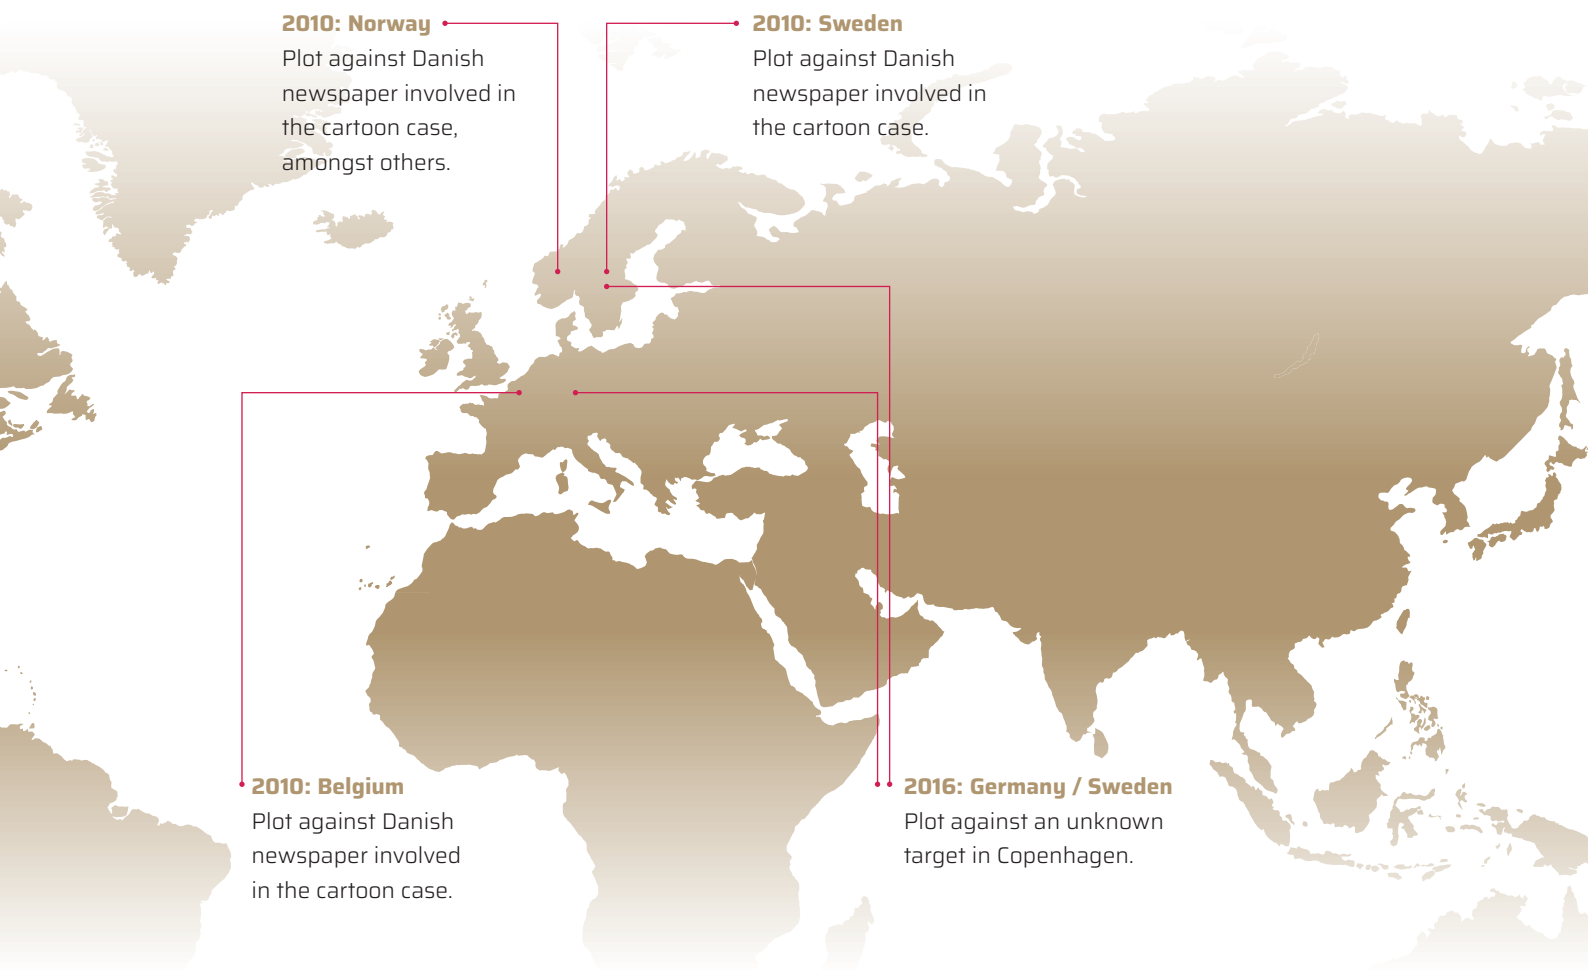 2010: Norway
Plot against Danish
newspaper involved in
the cartoon case,
amongst others.
2010: Sweden
Plot against Danish
newspaper involved in
the cartoon case.
2010: Belgium
Plot against Danish
newspaper involved
in the cartoon case.
2016: Germany / Sweden
Plot against an unknown
target in Copenhagen.